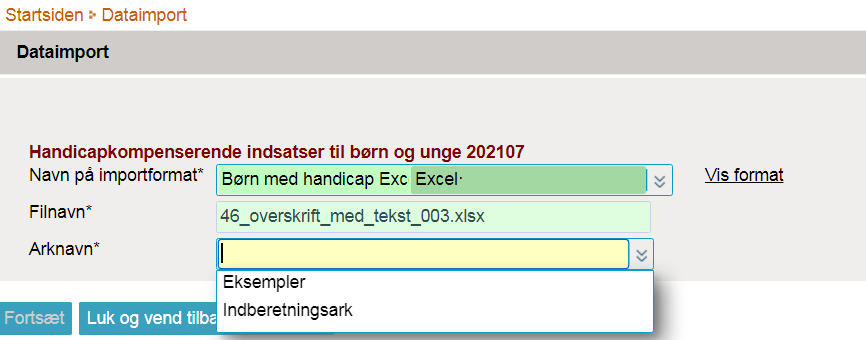 Startsiden Dataimport
Dataimport
Handicapkompenserende indsatser til børn og unge 202107
Navn på importformat* Børn med handicap Exc Excel Vis format
Filnavn* 46_overskrift_med_tekst_003.xlsx
Arknavn*
Eksempler
Indberetningsark
Fortsæt Luk og vend tilba